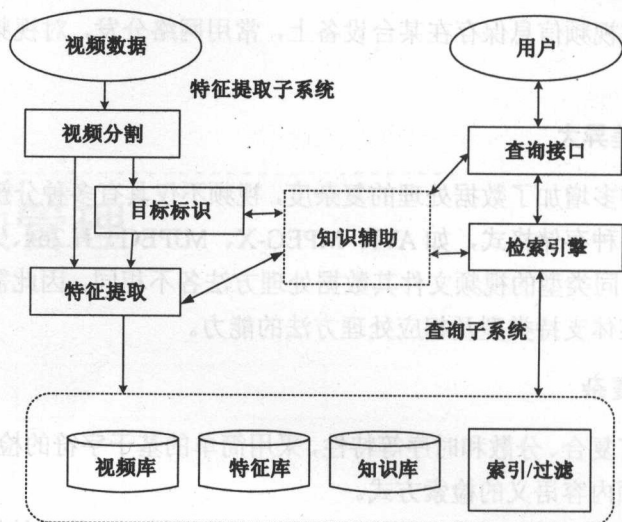 视频数据
用户
特征提取子系统
视频分割
查询接口
目标标识
知识辅助
检索引擎
特征提取
查询子系统
视频库
特征库
知识库
索引/过滤